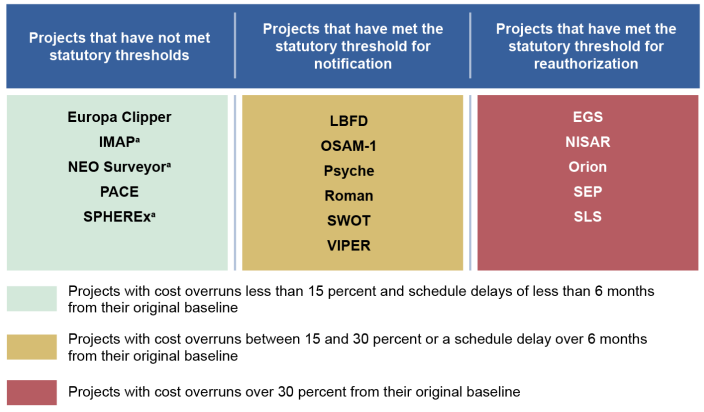 Projects that have not met
statutory thresholds
Projects that have met the
statutory threshold for
notification
Projects that have met the
statutory threshold for
reauthorization
Europa Clipper
IMAPª
NEO Surveyorª
PACE
SPHERExª
LBFD
OSAM-1
Psyche
Roman
SWOT
VIPER
EGS
NISAR
Orion
SEP
SLS
Projects with cost overruns less than 15 percent and schedule delays of less than 6 months
from their original baseline
Projects with cost overruns between 15 and 30 percent or a schedule delay over 6 months
from their original baseline
Projects with cost overruns over 30 percent from their original baseline